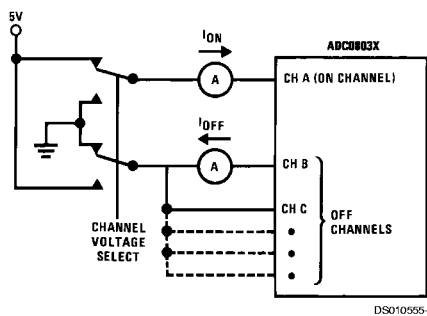 5V
ION
ADC0803X
A
CH A (ON CHANNEL)
IOFF
A
CH B
CH C
OFF
CHANNELS
CHANNEL
VOLTAGE
SELECT
DS010555-